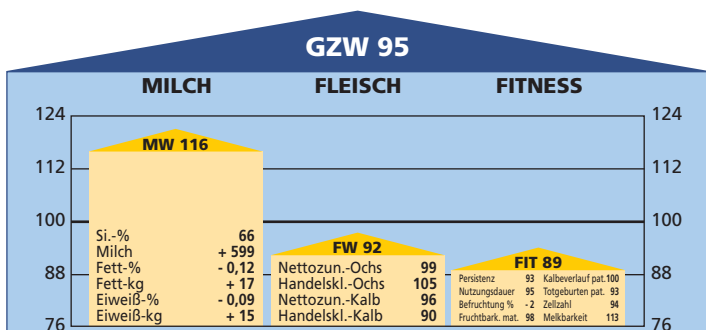 GZW 95
MILCH FLEISCH FITNESS
124 124
112 112
100 100
88 88
76 76
MW 116
Si.-% 66
Milch + 599
Fett-% - 0,12
Fett-kg + 17
Eiweiß-% - 0,09
Eiweiß-kg + 15
FW 92
Nettozun.-Ochs 99
Handelskl.-Ochs 105
Nettozun.-Kalb 96
Handelskl.-Kalb 90
FIT 89
Persistenz 93 Kalbeverlauf pat. 100
Nutzungsdauer 95 Totgeburten pat. 93
Befruchtung % - 2 Zellzahl 94
Fruchtbark. mat. 98 Melkbarkeit 113